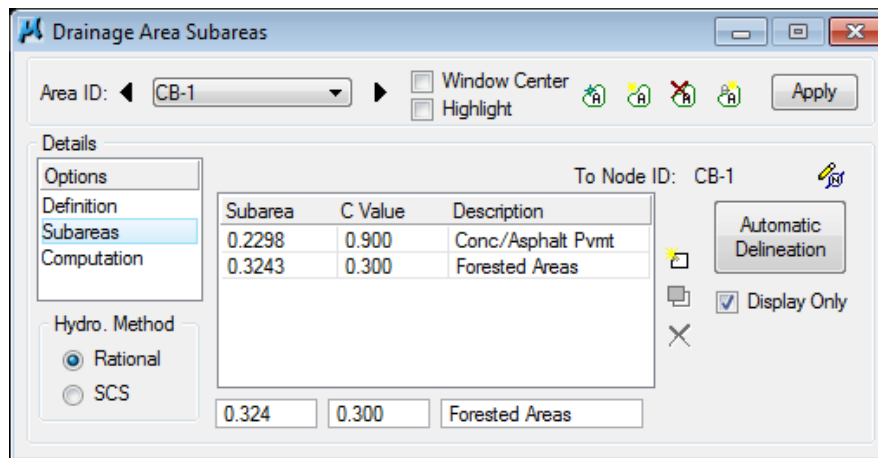 Drainage Area Subareas
Area ID: CB-1 Window Center Apply
Highlight
Details
Options To Node ID: CB-1
Definition
Subareas
Computation
Subarea C Value Description
0.2298 0.900 Conc./Asphalt Pvmt
0.3243 0.300 Forested Areas
Automatic
Delineation
Display Only
Hydro. Method
Rational
SCS
0.324 0.300 Forested Areas